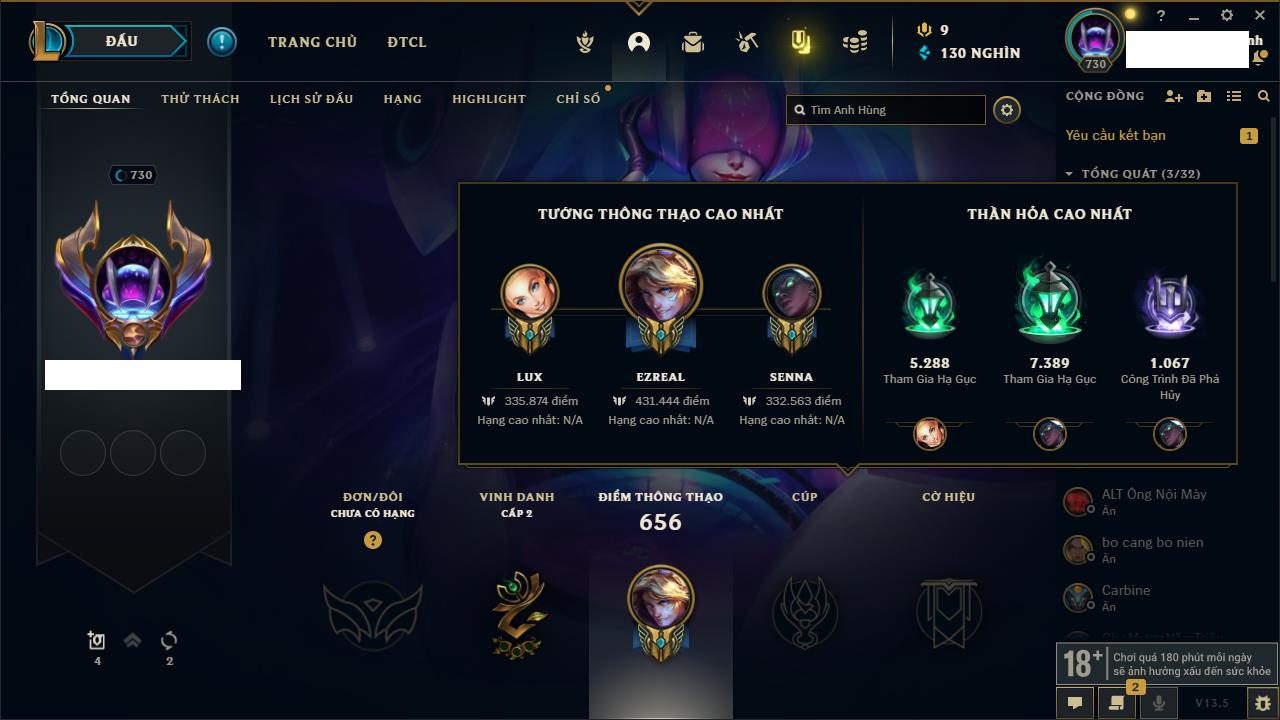 ĐẤU
TRANG CHỦ
ĐTCL
9
130 NGHÌN
730
nh
TỔNG QUAN
THỬ THÁCH
LỊCH SỬ ĐẤU
HẠNG
HIGHLIGHT
CHỈ SỐ
Tìm Anh Hùng
CỘNG ĐỒNG
Yêu cầu kết bạn
1
TỔNG QUÁT (3/32)
730
TƯỚNG THÔNG THẠO CAO NHẤT
THẦN HỎA CAO NHẤT
LUX
335.874 điểm
Hạng cao nhất: N/A
EZREAL
431.444 điểm
Hạng cao nhất: N/A
SENNA
332.563 điểm
Hạng cao nhất: N/A
5.288
Tham Gia Hạ Gục
7.389
Tham Gia Hạ Gục
1.067
Công Trình Đã Phá
Hủy
ĐƠN/ĐÔI
CHƯA CÓ HẠNG
?
VINH DANH
CẤP 2
ĐIỂM THÔNG THẠO
656
CÚP
CỜ HIỆU
ALT Ông Nội Mày
Ẩn
bo cang bo nien
Ẩn
Carbine
Ẩn
4
2
18+
Chơi quá 180 phút mỗi ngày
sẽ ảnh hưởng xấu đến sức khỏe
2
V13.5